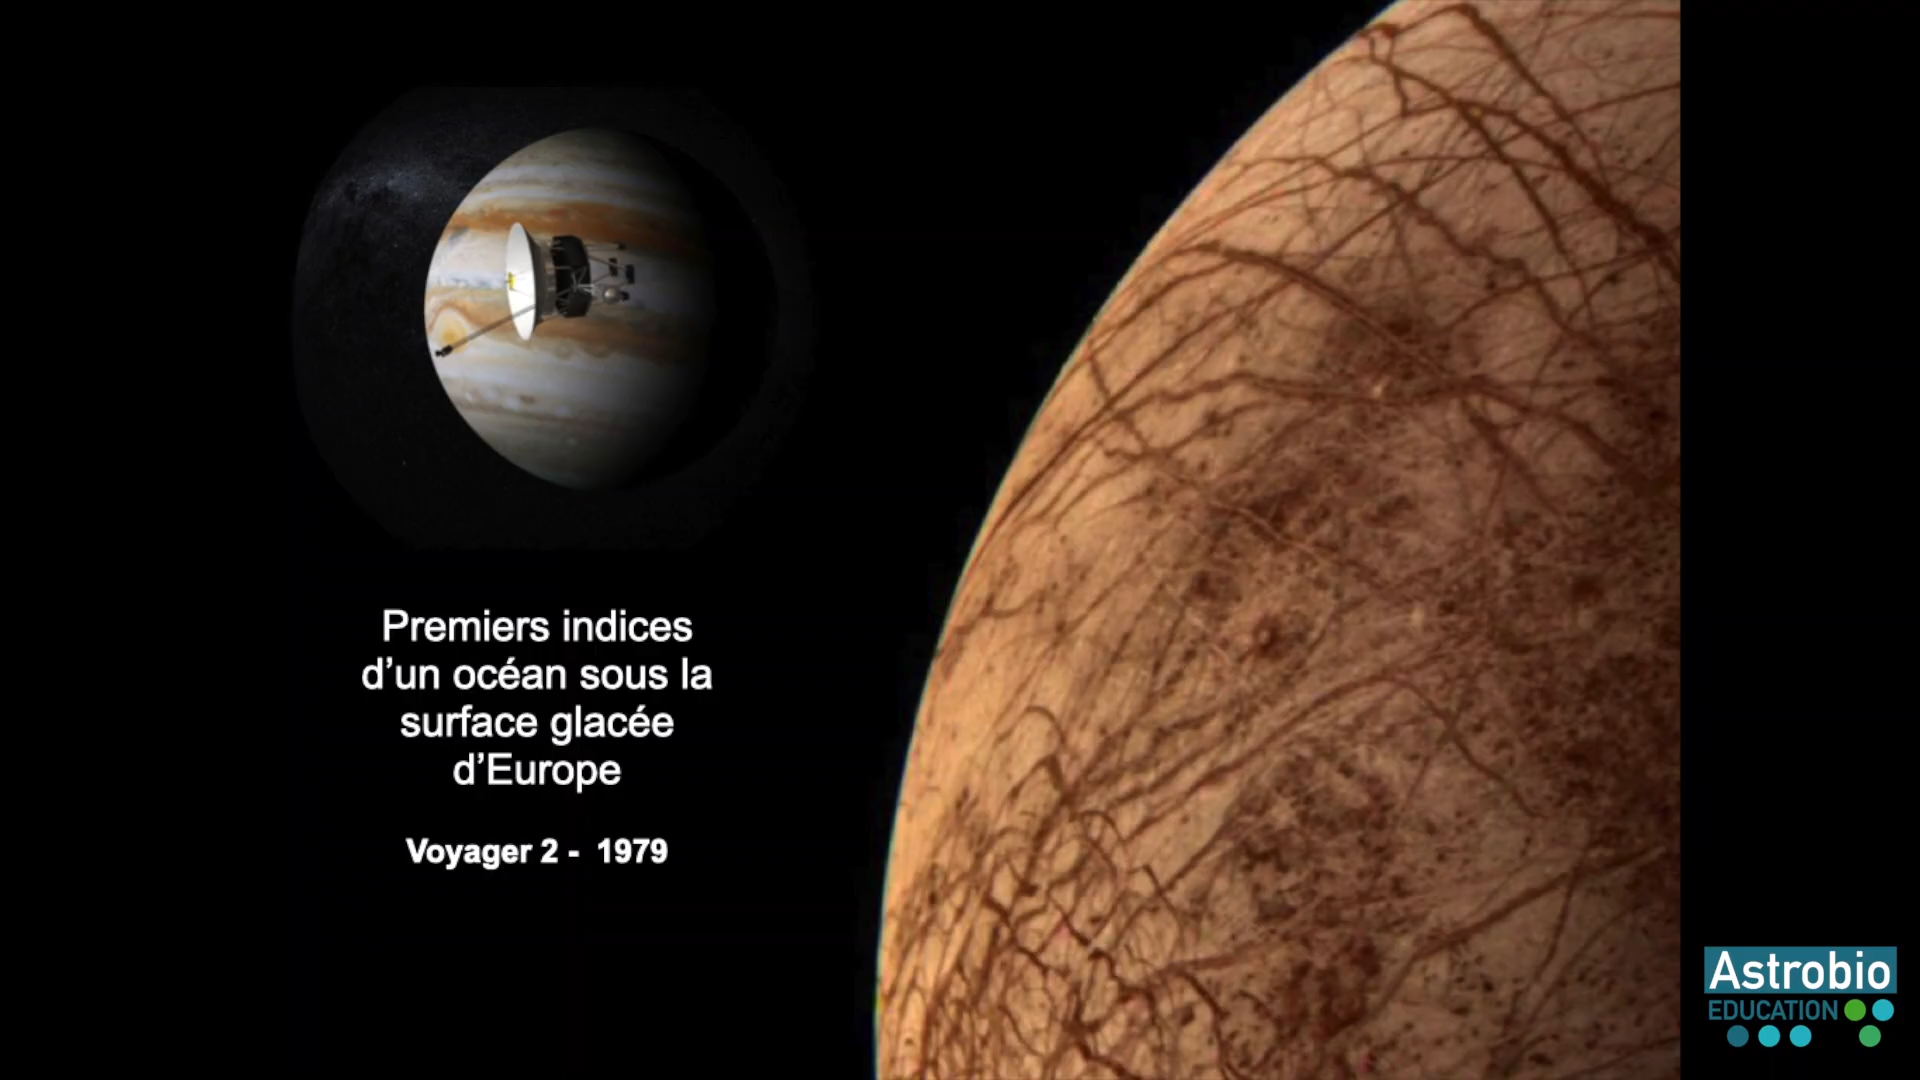 Premiers indices
d’un océan sous la
surface glacée
d’Europe
Voyager 2 -  1979
Astrobio
EDUCATION